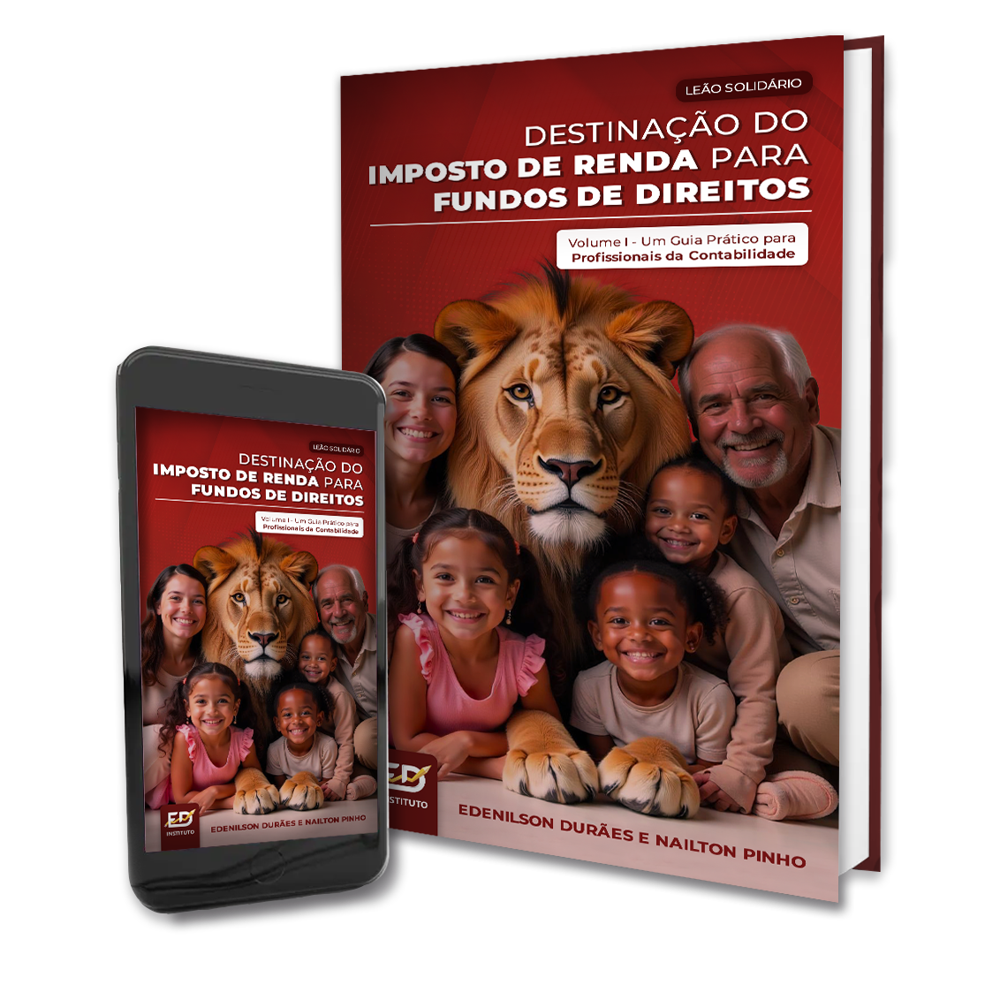 LEÃO SOLIDÁRIO
DESTINAÇÃO DO
IMPOSTO DE RENDA PARA
FUNDOS DE DIREITOS
Volume I - Um Guia Prático para
Profissionais da Contabilidade
ED
INSTITUTO
EDENILSON DURÃES E NAILTON PINHO
LEÃO SOLIDÁRIO
DESTINAÇÃO DO
IMPOSTO DE RENDA PARA
FUNDOS DE DIREITOS
Volume I - Um Guia Prático para
Profissionais da Contabilidade
ED
INSTITUTO
EDENILSON DURÃES E NAILTON PINHO